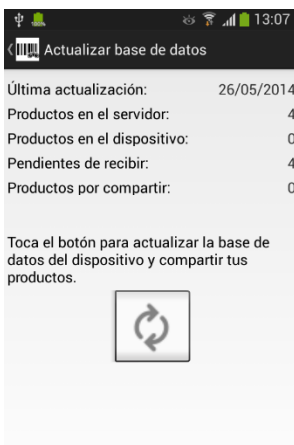 13:07
Actualizar base de datos
Última actualización: 26/05/2014
Productos en el servidor: 4
Productos en el dispositivo: 0
Pendientes de recibir: 4
Productos por compartir: 0
Toca el botón para actualizar la base de
datos del dispositivo y compartir tus
productos.